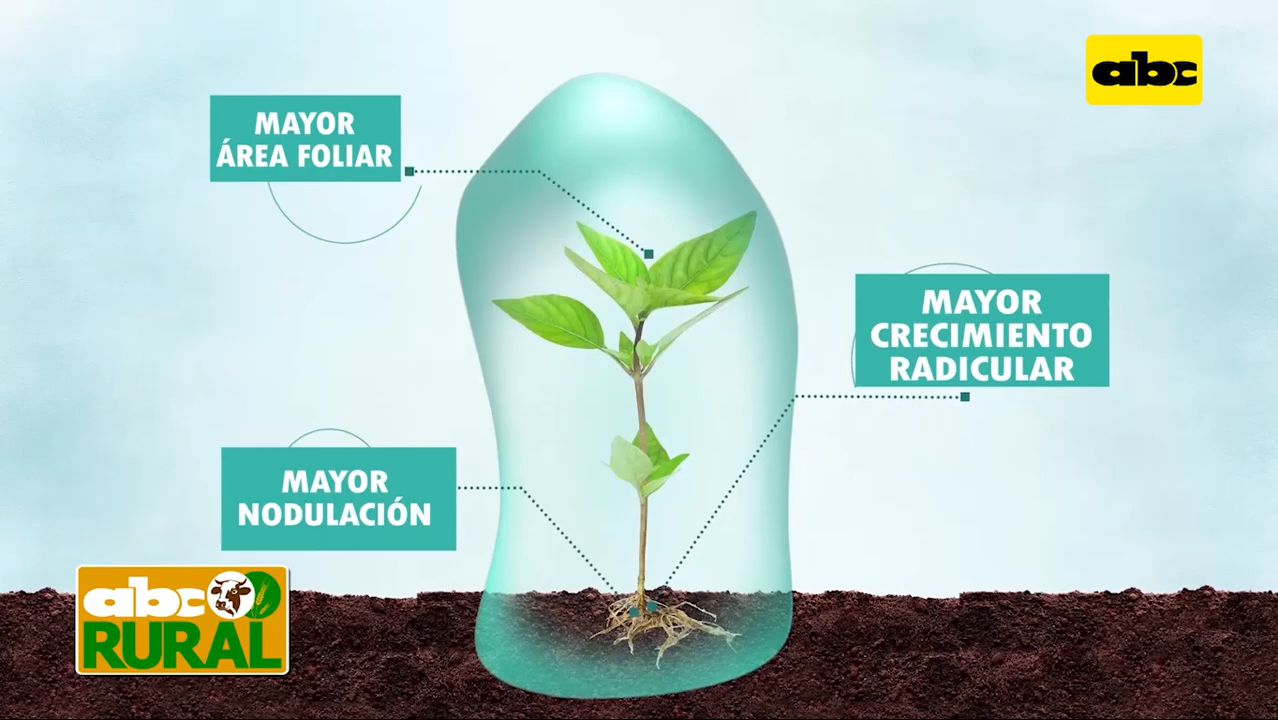 abc
MAYOR
ÁREA FOLIAR
MAYOR
CRECIMIENTO
RADICULAR
MAYOR
NODULACIÓN
abc
RURAL